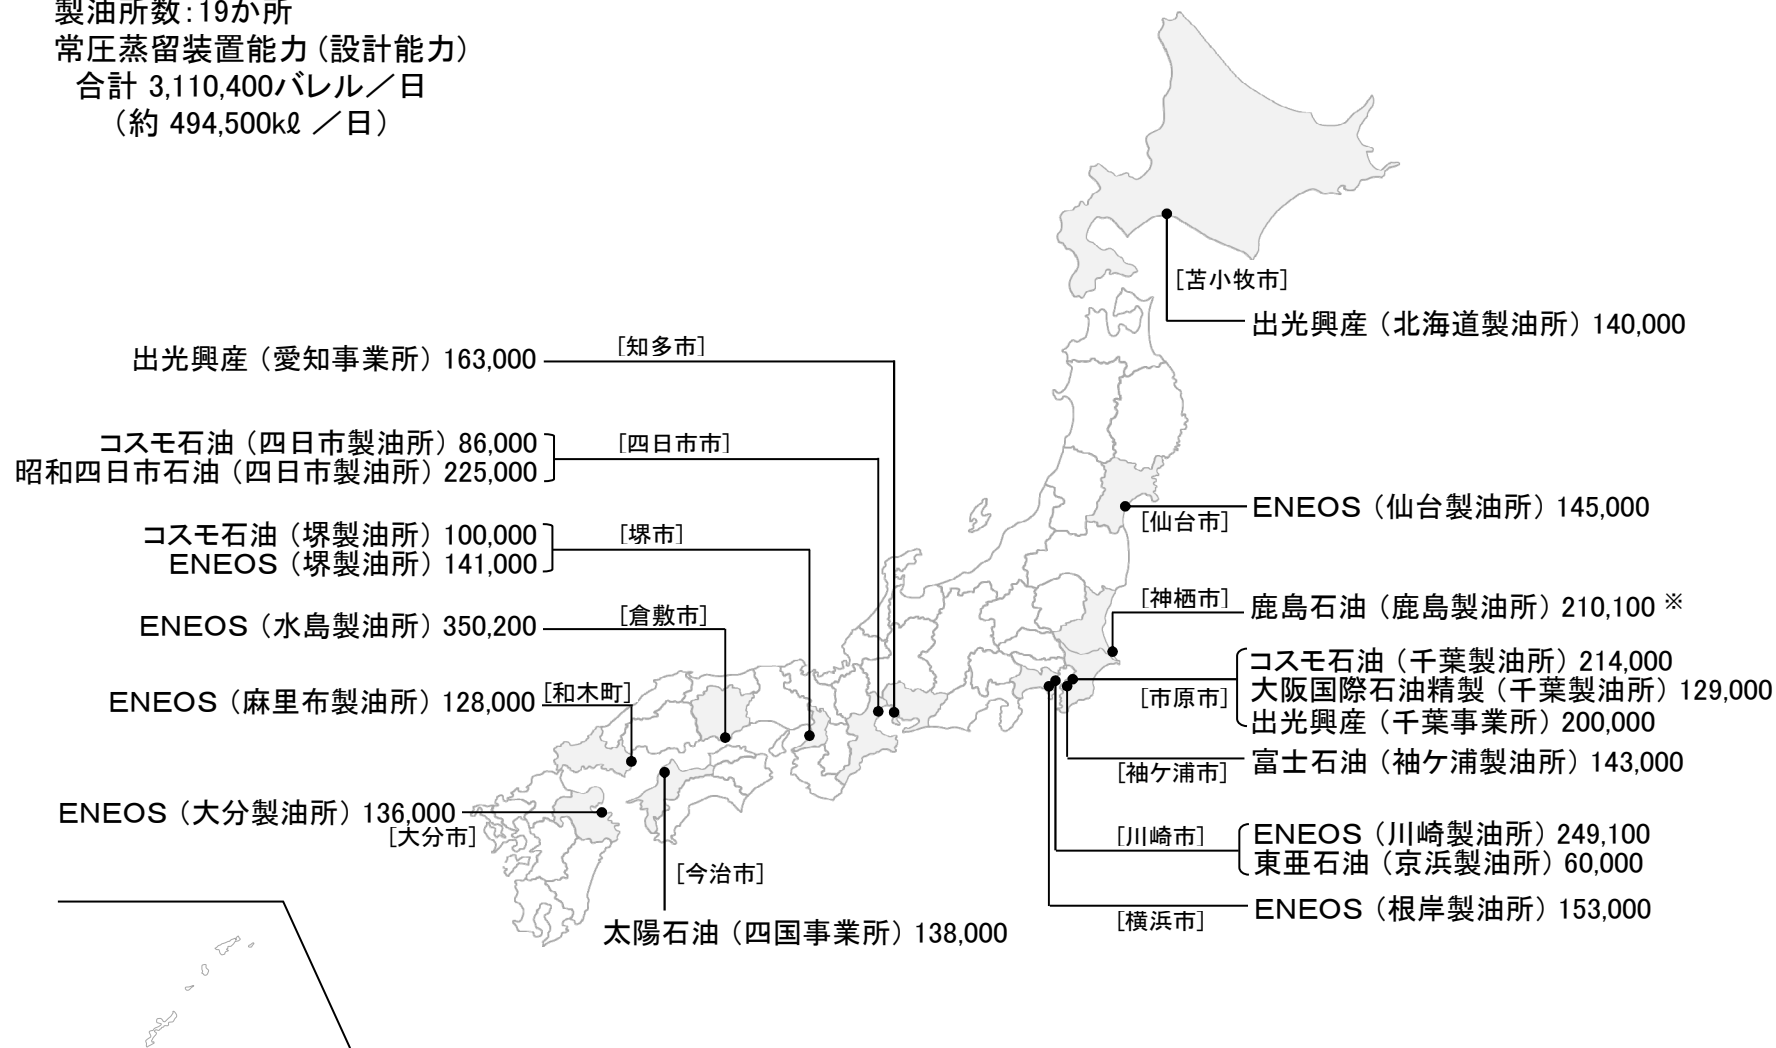 製油所数：19か所
常圧蒸留装置能力（設計能力）
合計 3,110,400バレル／日
（約 494,500kℓ ／日）
[苫小牧市]
出光興産（北海道製油所）140,000
出光興産（愛知事業所）163,000
[知多市]
コスモ石油（四日市製油所）86,000
昭和四日市石油（四日市製油所）225,000
[四日市市]
コスモ石油（堺製油所）100,000
ENEOS（堺製油所）141,000
[堺市]
ENEOS（水島製油所）350,200
[倉敷市]
ENEOS（麻里布製油所）128,000
[和木町]
ENEOS（大分製油所）136,000
[大分市]
[今治市]
太陽石油（四国事業所）138,000
[仙台市]
ENEOS（仙台製油所）145,000
[神栖市]
鹿島石油（鹿島製油所）210,100 ※
[市原市]
コスモ石油（千葉製油所）214,000
大阪国際石油精製（千葉製油所）129,000
出光興産（千葉事業所）200,000
[袖ケ浦市]
富士石油（袖ケ浦製油所）143,000
[川崎市]
ENEOS（川崎製油所）249,100
東亜石油（京浜製油所）60,000
[横浜市]
ENEOS（根岸製油所）153,000